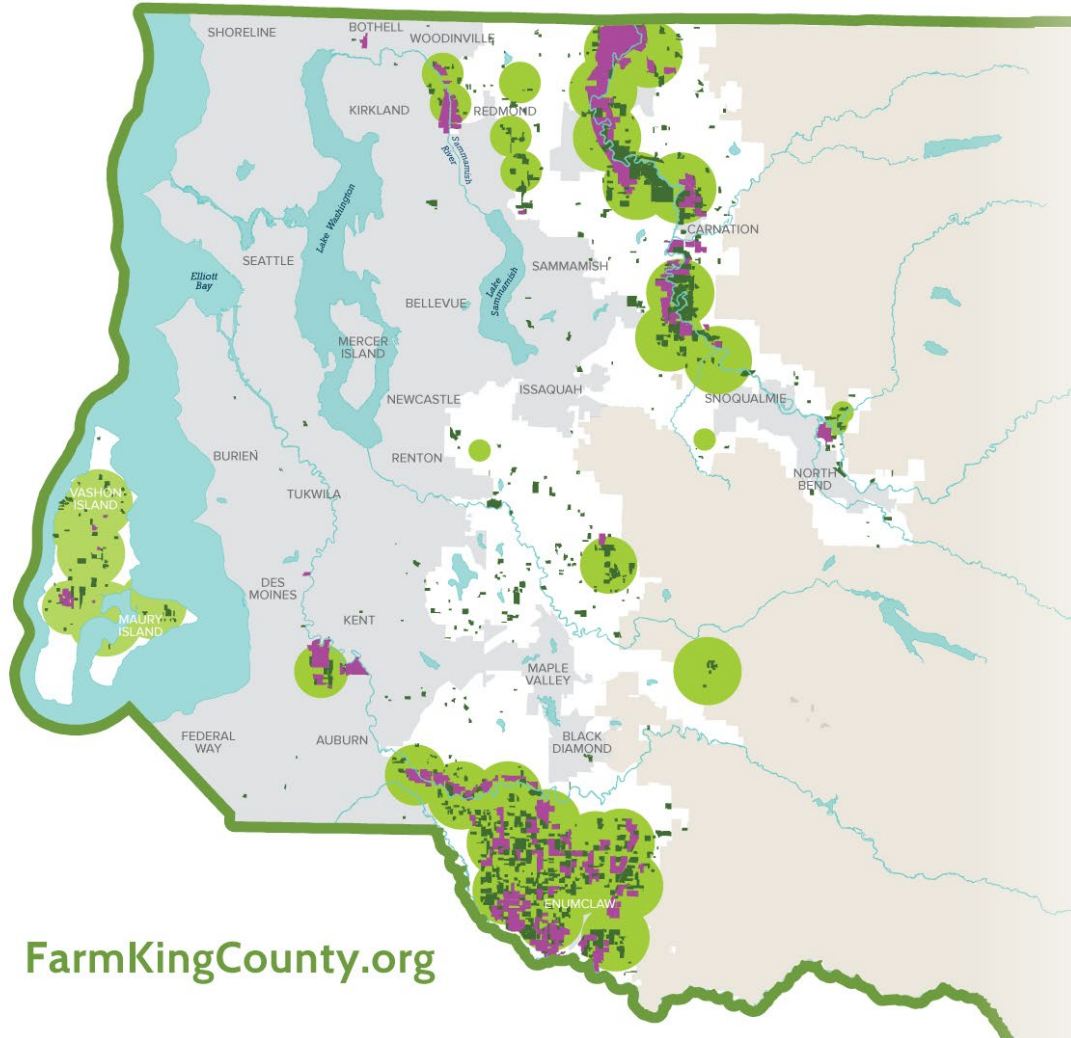 SHORELINE
BOTHELL
WOODINVILLE
KIRKLAND
REDMOND
Sammamish
River
Lake Washington
CARNATION
SEATTLE
SAMMAMISH
Elliott
Bay
Lake
Sammamish
BELLEVUE
MERCER
ISLAND
ISSAQUAH
NEWCASTLE
SNOQUALMIE
BURIEN
RENTON
NORTH
BEND
TUKWILA
VASHON
ISLAND
DES
MOINES
KENT
MAURY
ISLAND
MAPLE
VALLEY
FEDERAL
WAY
AUBURN
BLACK
DIAMOND
ENUMCLAW
FarmKingCounty.org